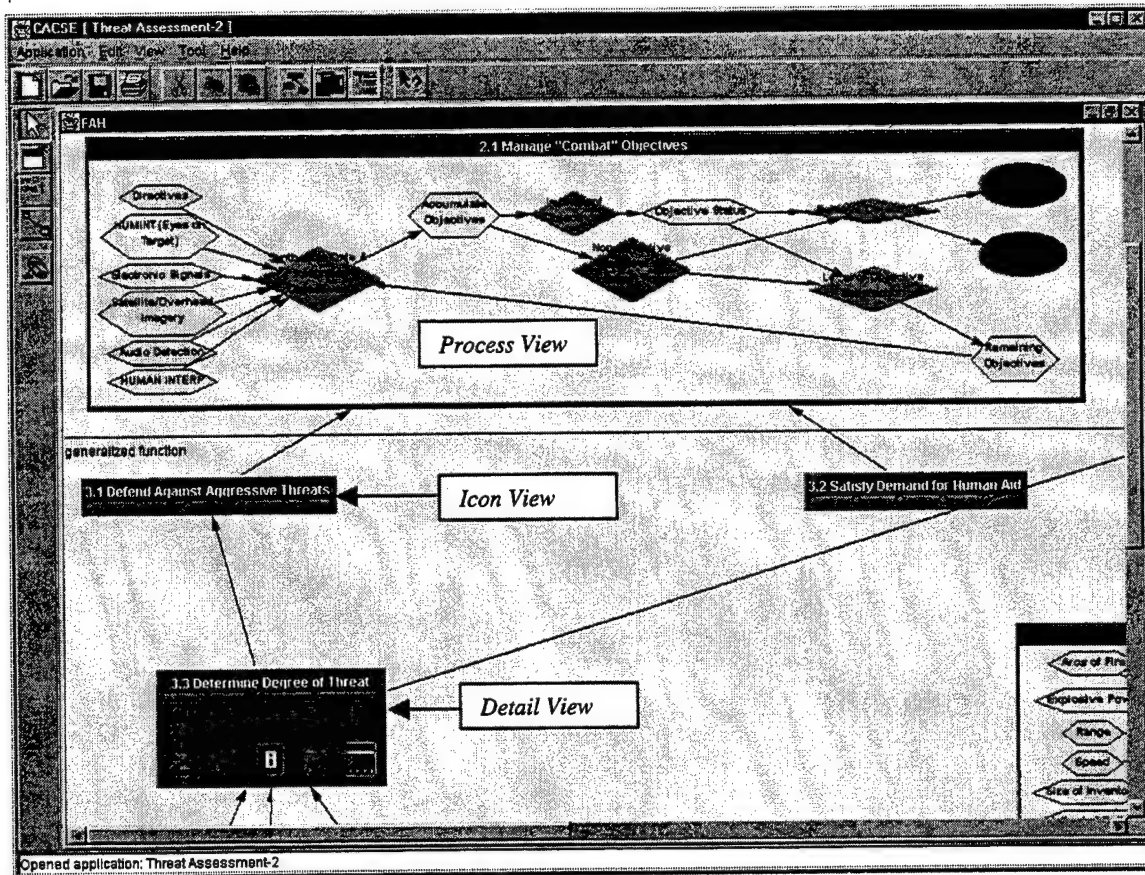 CACSE [ Threat Assessment-2 ]
Application Edit View Tool Help
FAH
2.1 Manage "Combat" Objectives
Directives
HUMINT (Eyes on
Target)
Electronic Signals
Satellite/Overhead
Imagery
Audio Detection
HUMAN INTERP
Accumulate
Objectives
Objective Status
Remaining
Objectives
Process View
generalized function
3.1 Defend Against Aggressive Threats
Icon View
3.2 Satisfy Demand for Human Aid
3.3 Determine Degree of Threat
Detail View
Arcs of Fire
Explosive Pow
Range
Speed
Size of Invento
Opened application: Threat Assessment-2